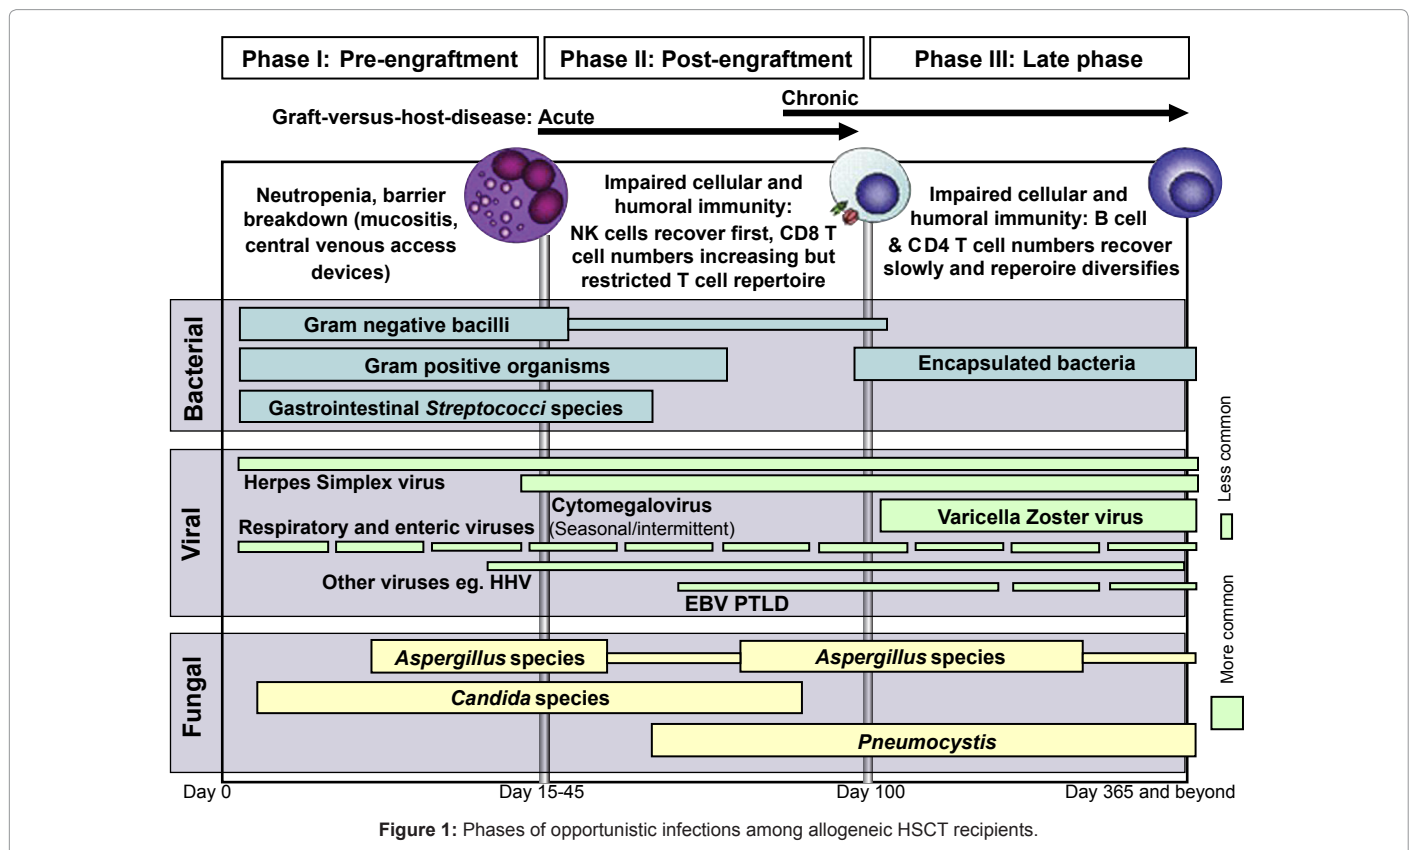 Phase I: Pre-engraftment
Phase II: Post-engraftment
Phase III: Late phase
Chronic
Graft-versus-host-disease: Acute
Neutropenia, barrier
breakdown (mucositis,
central venous access
devices)
Impaired cellular and
humoral immunity:
NK cells recover first, CD8 T
cell numbers increasing but
restricted T cell repertoire
Impaired cellular and
humoral immunity: B cell
& CD4 T cell numbers recover
slowly and reperoire diversifies
Bacterial
Gram negative bacilli
Gram positive organisms
Encapsulated bacteria
Gastrointestinal Streptococci species
Viral
Herpes Simplex virus
Cytomegalovirus
Varicella Zoster virus
Respiratory and enteric viruses
(Seasonal/intermittent)
Other viruses eg. HHV
EBV PTLD
Fungal
Aspergillus species
Aspergillus species
Candida species
Pneumocystis
Less common
More common
Day 0
Day 15-45
Day 100
Day 365 and beyond
Figure 1: Phases of opportunistic infections among allogeneic HSCT recipients.